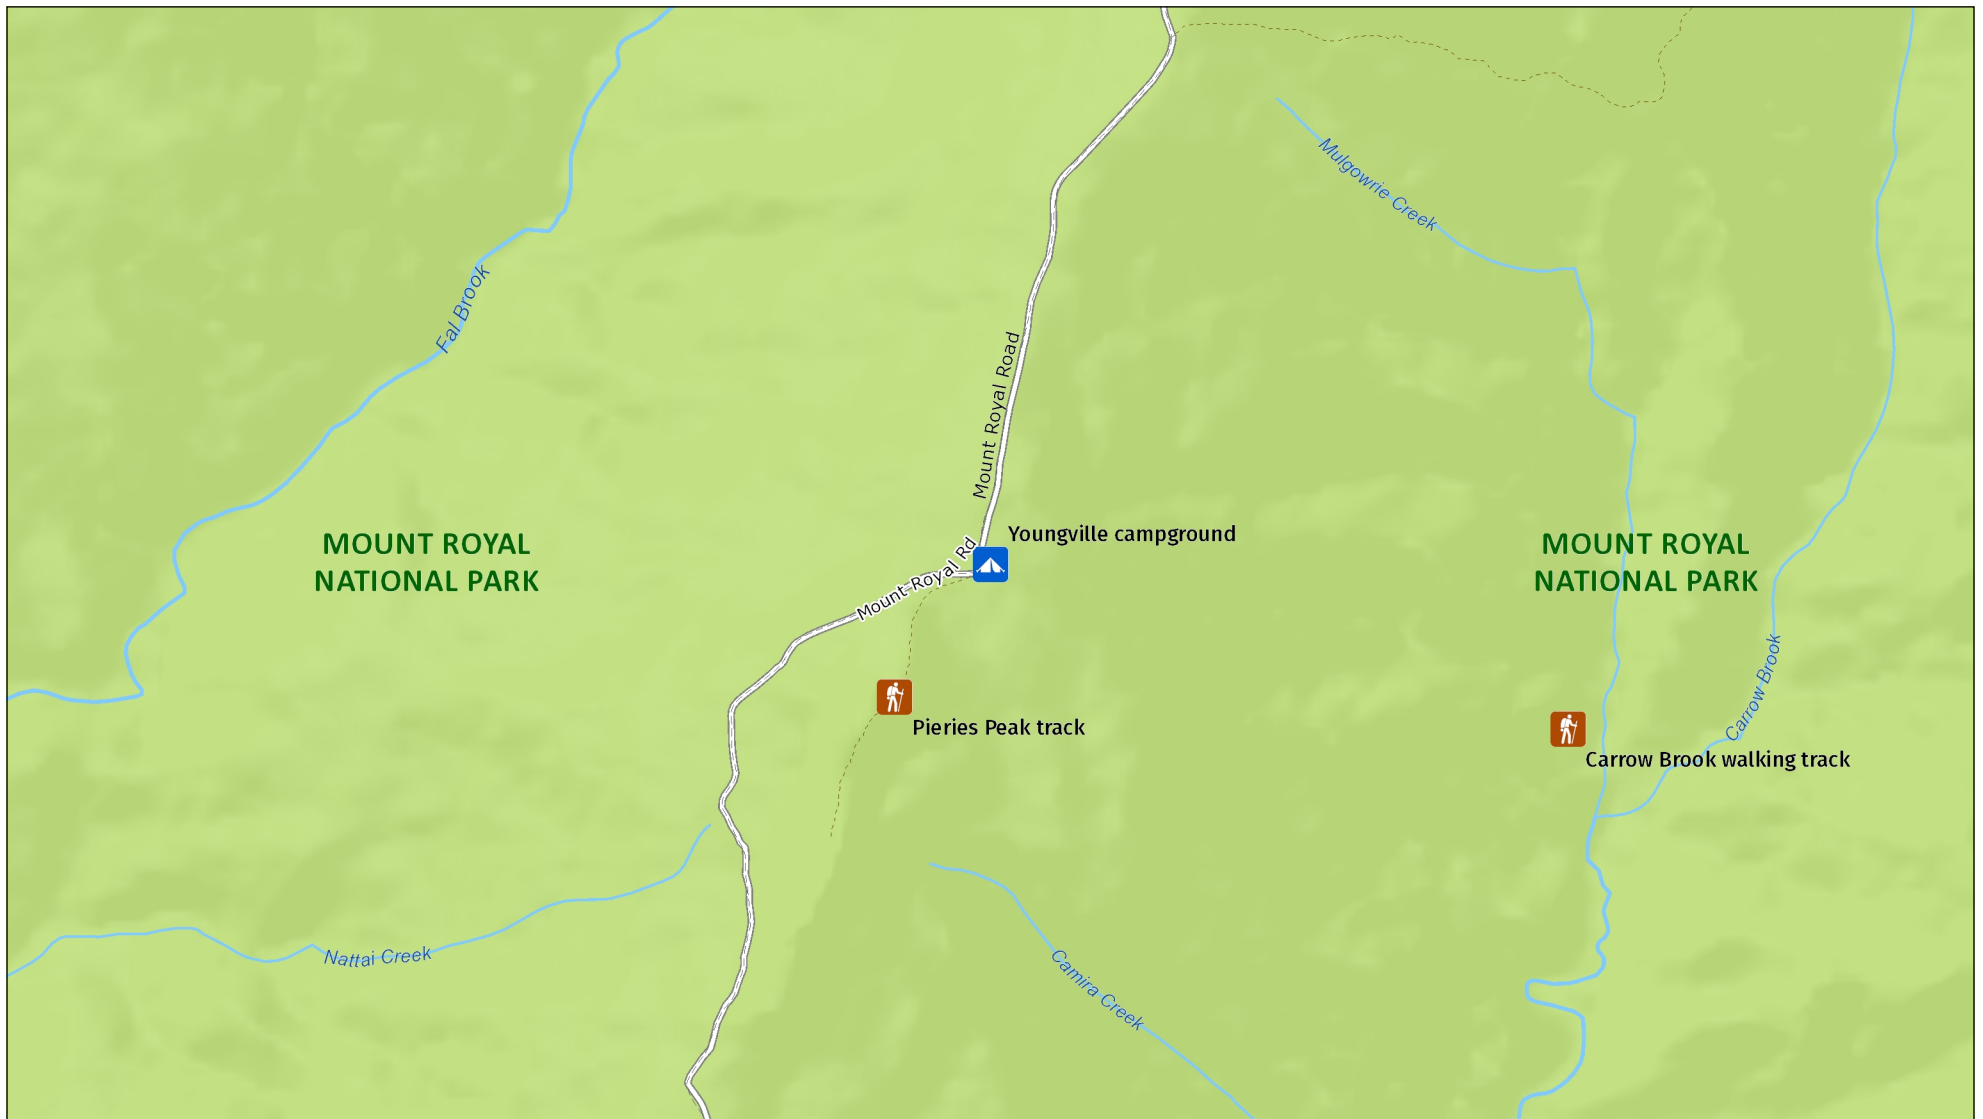 Mulgowrie Creek
Fal Brook
Mount Royal Road
Youngville campground
MOUNT ROYAL
NATIONAL PARK
Mount Royal Rd
MOUNT ROYAL
NATIONAL PARK
Carrow Brook
Pieries Peak track
Carrow Brook walking track
Nattai Creek
Camira Creek